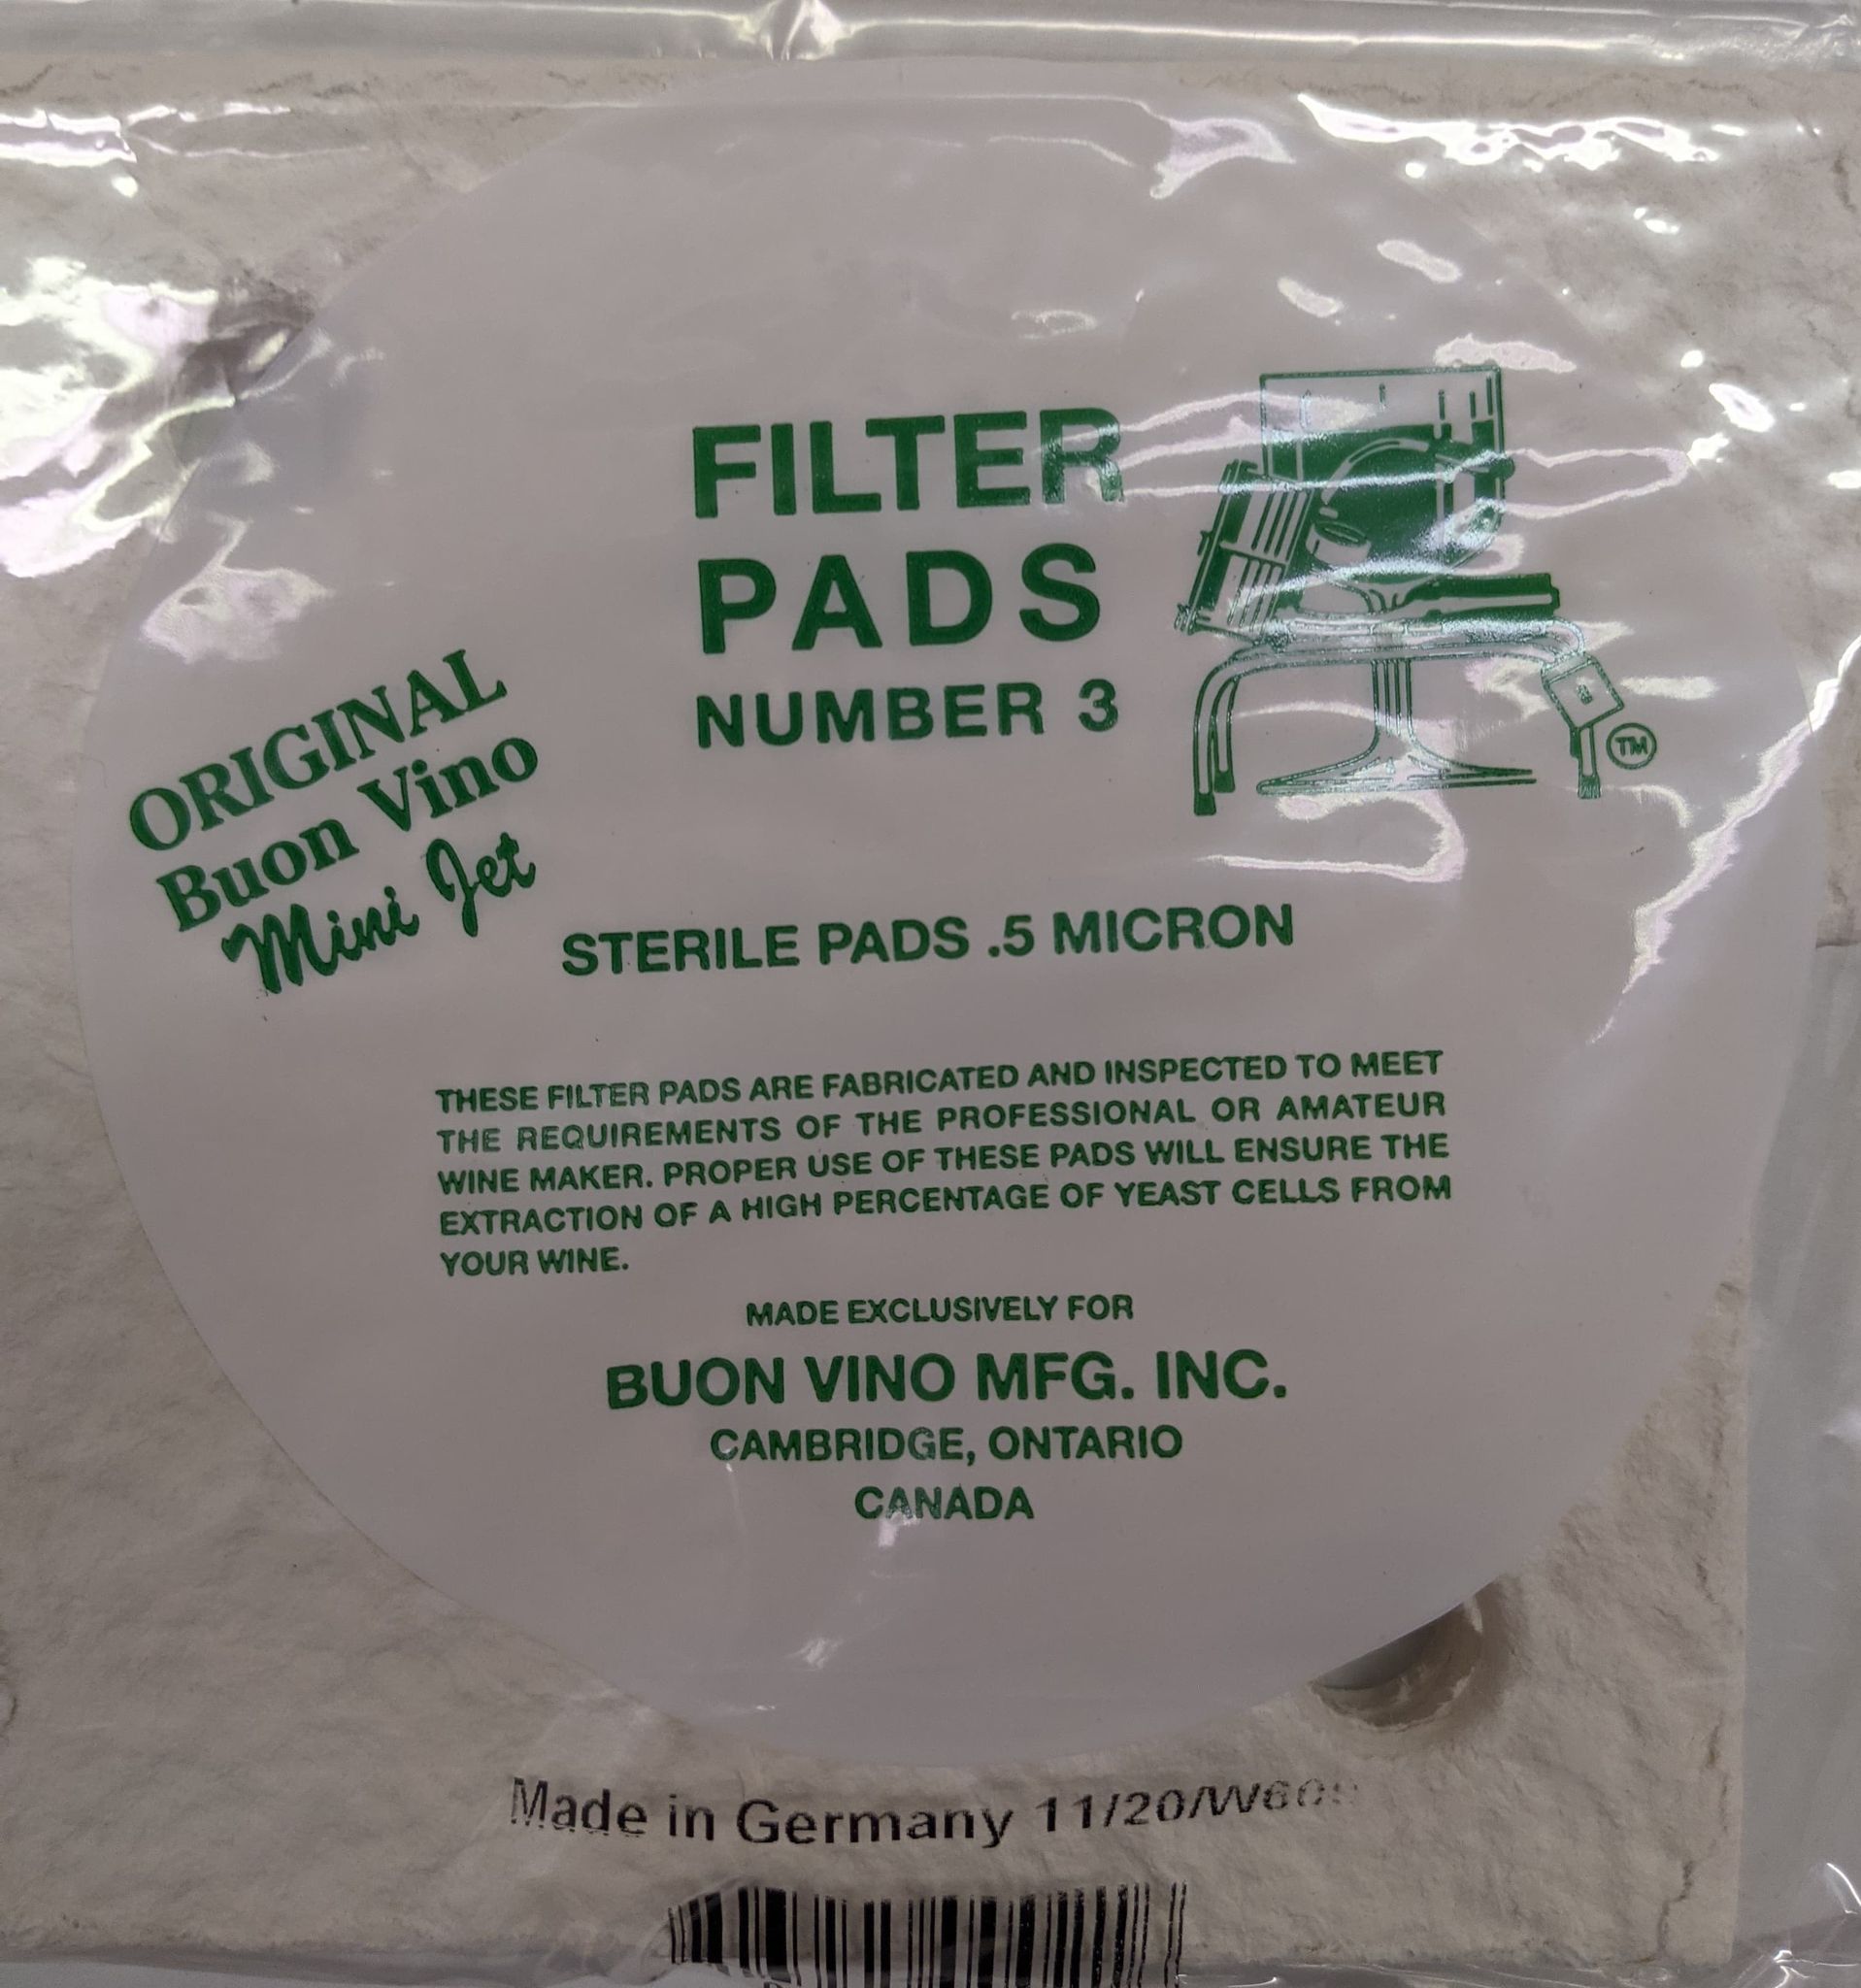 FILTER
PADS
NUMBER 3
TM
ORIGINAL
Buon Vino
Mini Jet
STERILE PADS .5 MICRON
THESE FILTER PADS ARE FABRICATED AND INSPECTED TO MEET
THE REQUIREMENTS OF THE PROFESSIONAL OR AMATEUR
WINE MAKER. PROPER USE OF THESE PADS WILL ENSURE THE
EXTRACTION OF A HIGH PERCENTAGE OF YEAST CELLS FROM
YOUR WINE.
MADE EXCLUSIVELY FOR
BUON VINO MFG. INC.
CAMBRIDGE, ONTARIO
CANADA
Made in Germany